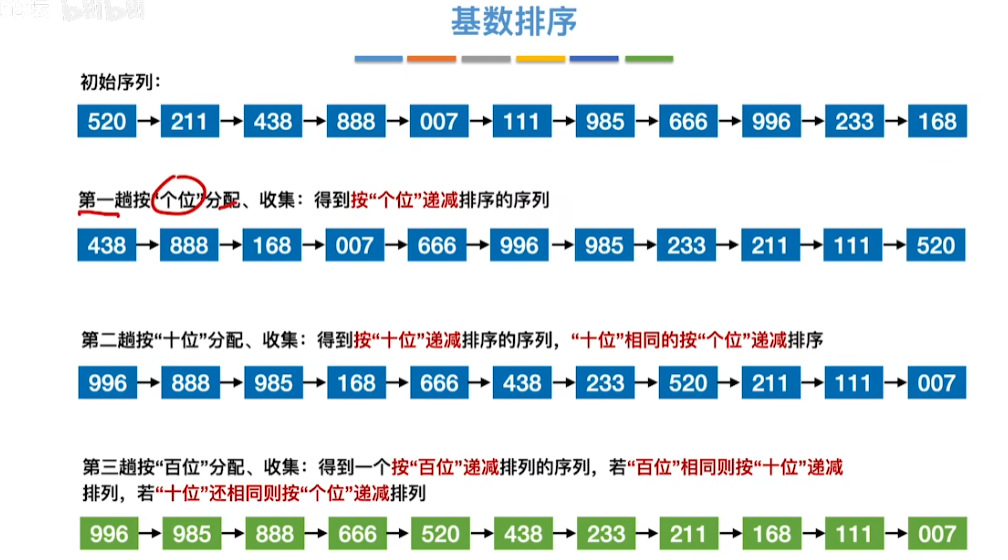 bilibili
基数排序
初始序列：
520 211 438 888 007 111 985 666 996 233 168
第一趟按“个位”分配、收集：得到按“个位”递减排序的序列
438 888 168 007 666 996 985 233 211 111 520
第二趟按“十位”分配、收集：得到按“十位”递减排序的序列，“十位”相同的按“个位”递减排序
996 888 985 168 666 438 233 520 211 111 007
第三趟按“百位”分配、收集：得到一个按“百位”递减排列的序列，若“百位”相同则按“十位”递减
排列，若“十位”还相同则按“个位”递减排列
996 985 888 666 520 438 233 211 168 111 007